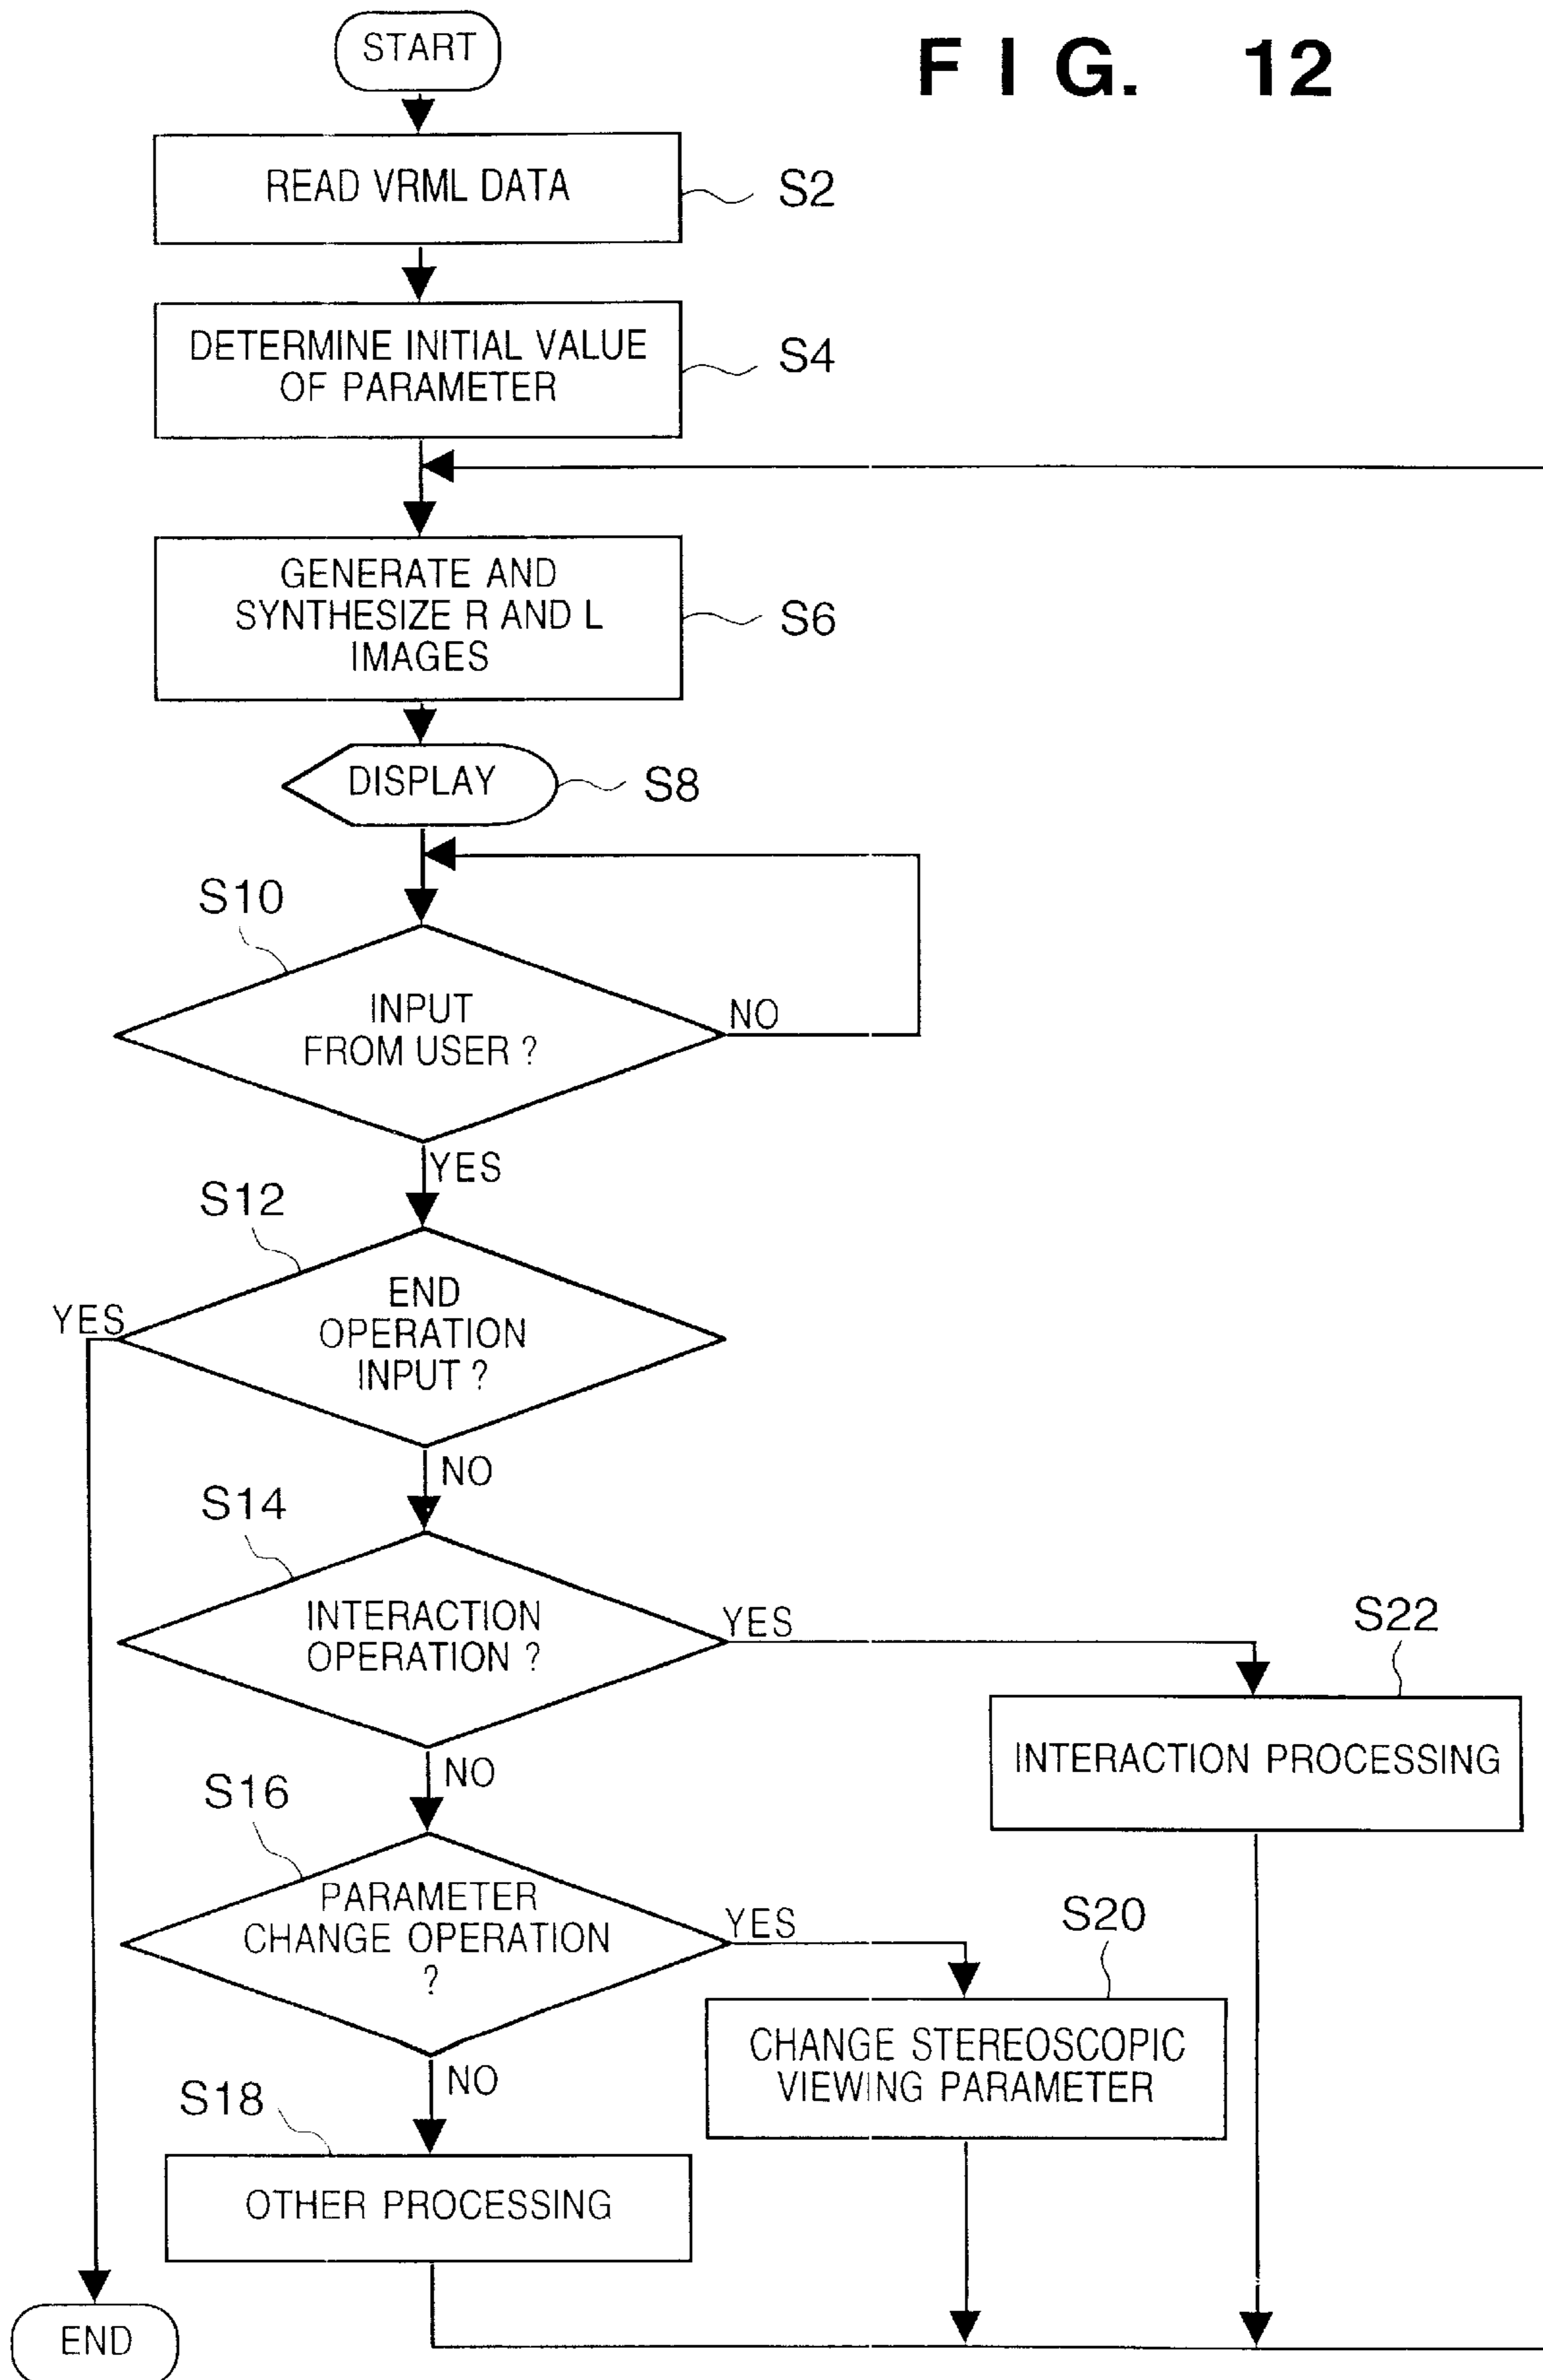 START
F I G. 12
READ VRML DATA
S2
DETERMINE INITIAL VALUE
OF PARAMETER
S4
GENERATE AND
SYNTHESIZE R AND L
IMAGES
S6
DISPLAY
S8
S10
INPUT
FROM USER ?
NO
YES
S12
END
OPERATION
INPUT ?
YES
NO
S14
INTERACTION
OPERATION ?
YES
S22
INTERACTION PROCESSING
NO
S16
PARAMETER
CHANGE OPERATION
?
YES
S20
CHANGE STEREOSCOPIC
VIEWING PARAMETER
NO
S18
OTHER PROCESSING
END